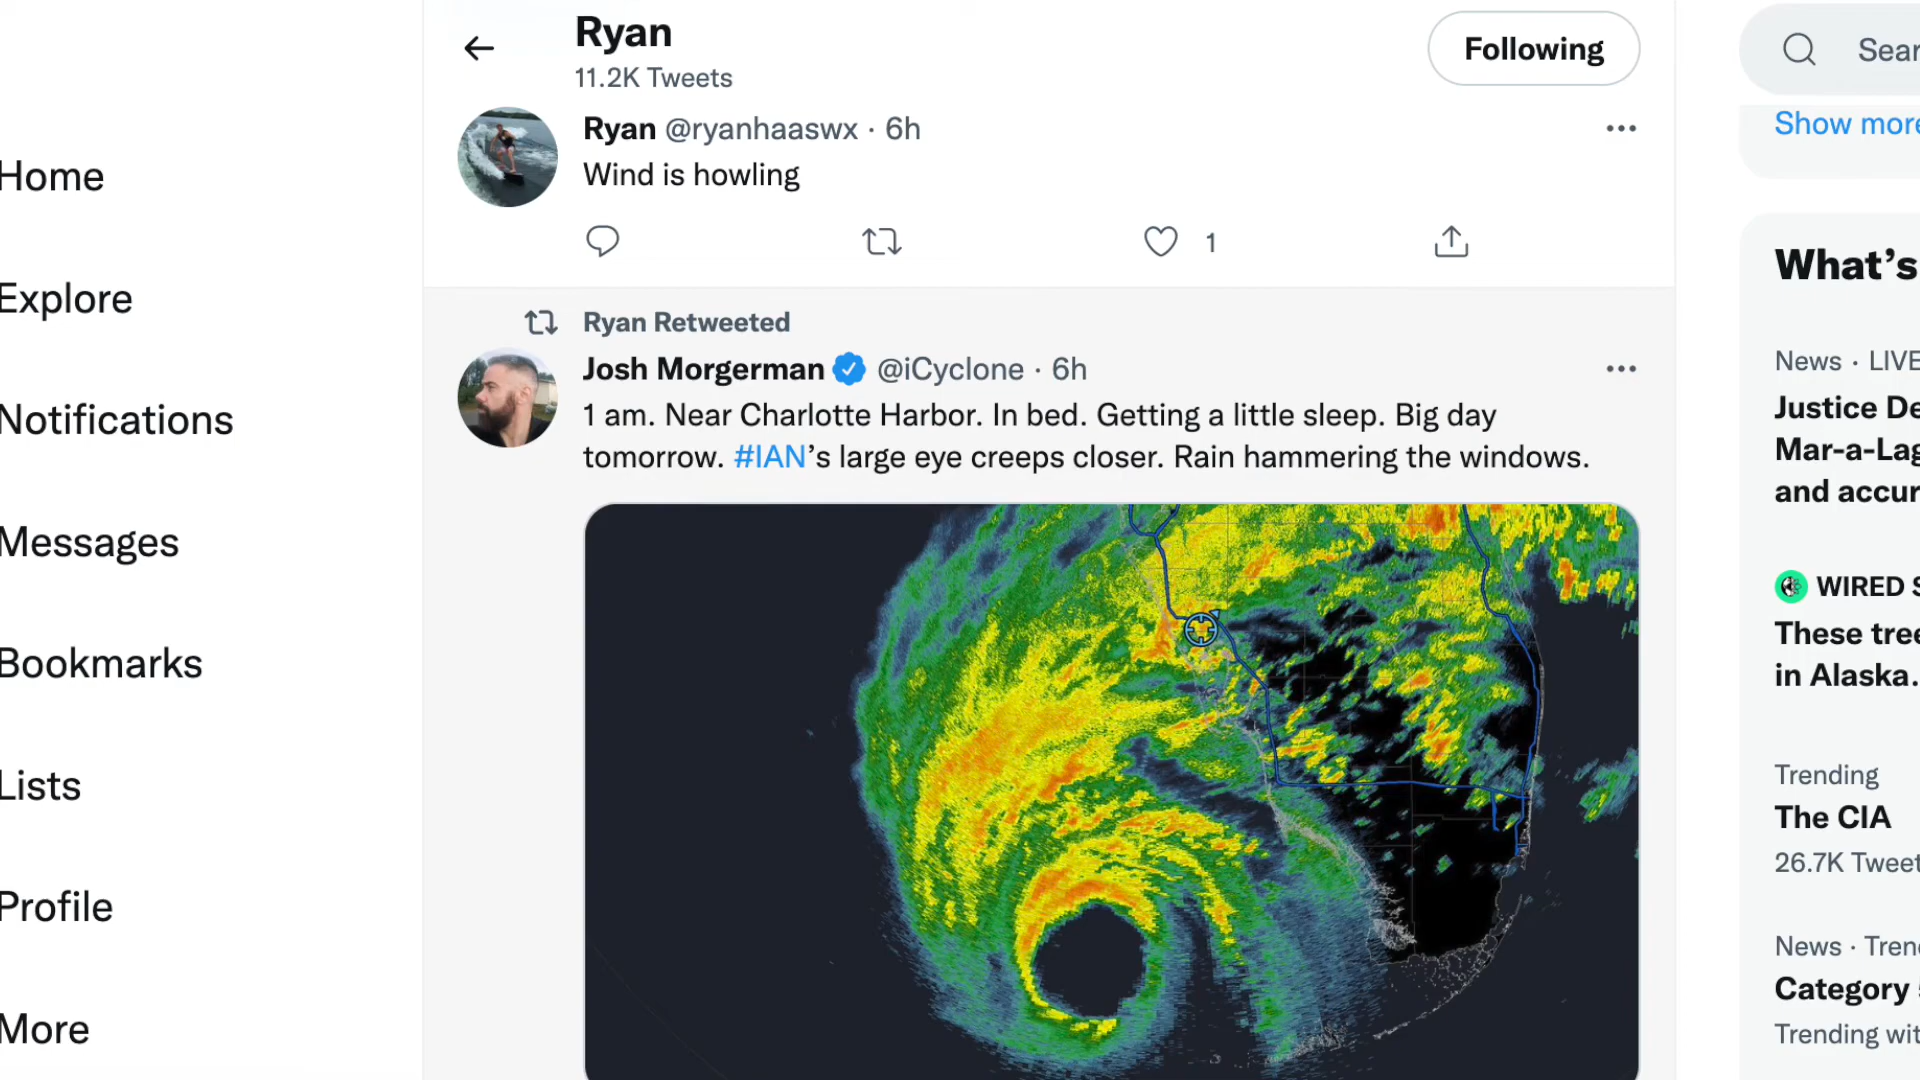 Ryan
11.2K Tweets
Following
Ryan @ryanhaaswx · 6h
Wind is howling
1
Ryan Retweeted
Josh Morgerman @iCyclone · 6h
1 am. Near Charlotte Harbor. In bed. Getting a little sleep. Big day
tomorrow. #IAN’s large eye creeps closer. Rain hammering the windows.
Home
Explore
Notifications
Messages
Bookmarks
Lists
Profile
More
Sear
Show more
What’s
News · LIVE
Justice De
Mar-a-Lag
and accur
WIRED S
These tree
in Alaska.
Trending
The CIA
26.7K Tweet
News · Tren
Category
Trending wit